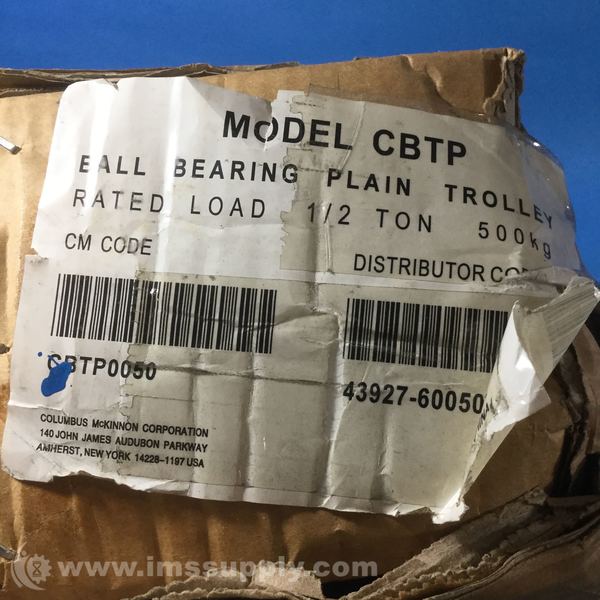 MODEL CBTP
BALL BEARING PLAIN TROLLEY
RATED LOAD 1/2 TON 500kg
CM CODE
DISTRIBUTOR
CBTP0050
43927-60050
COLUMBUS McKINNON CORPORATION
140 JOHN JAMES AUDUBON PARKWAY
AMHERST, NEW YORK 14228-1197 USA
www.imssupply.com